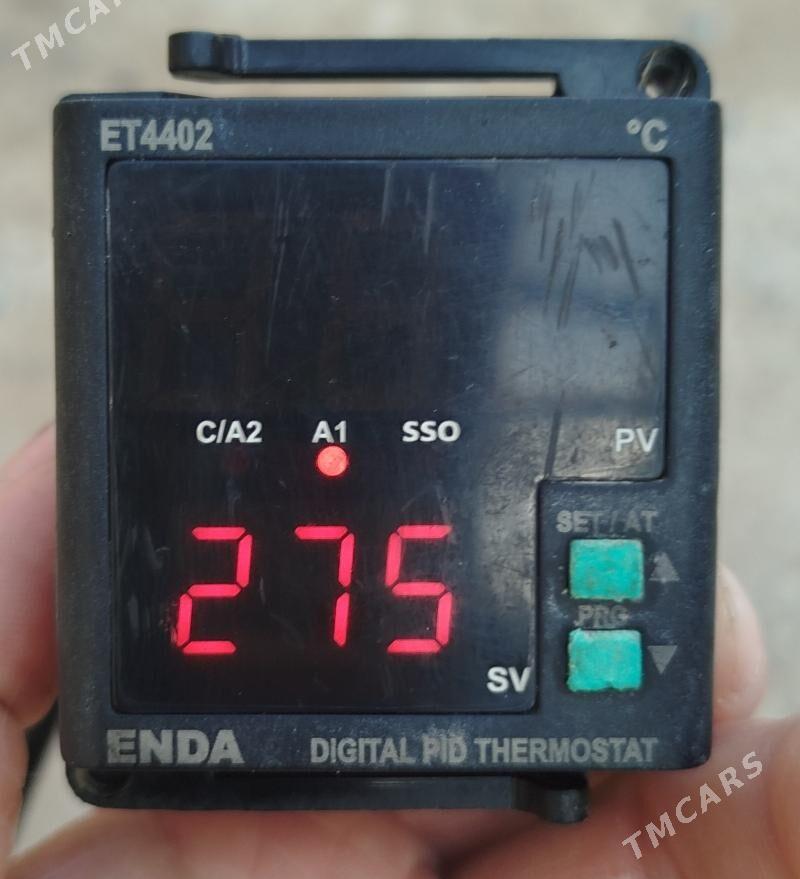 TMCARS
ET4402 °C
C/A2 A1 SSO
PV
275
SET/AT
PRG
SV
ENDA DIGITAL PID THERMOSTAT
TMCARS